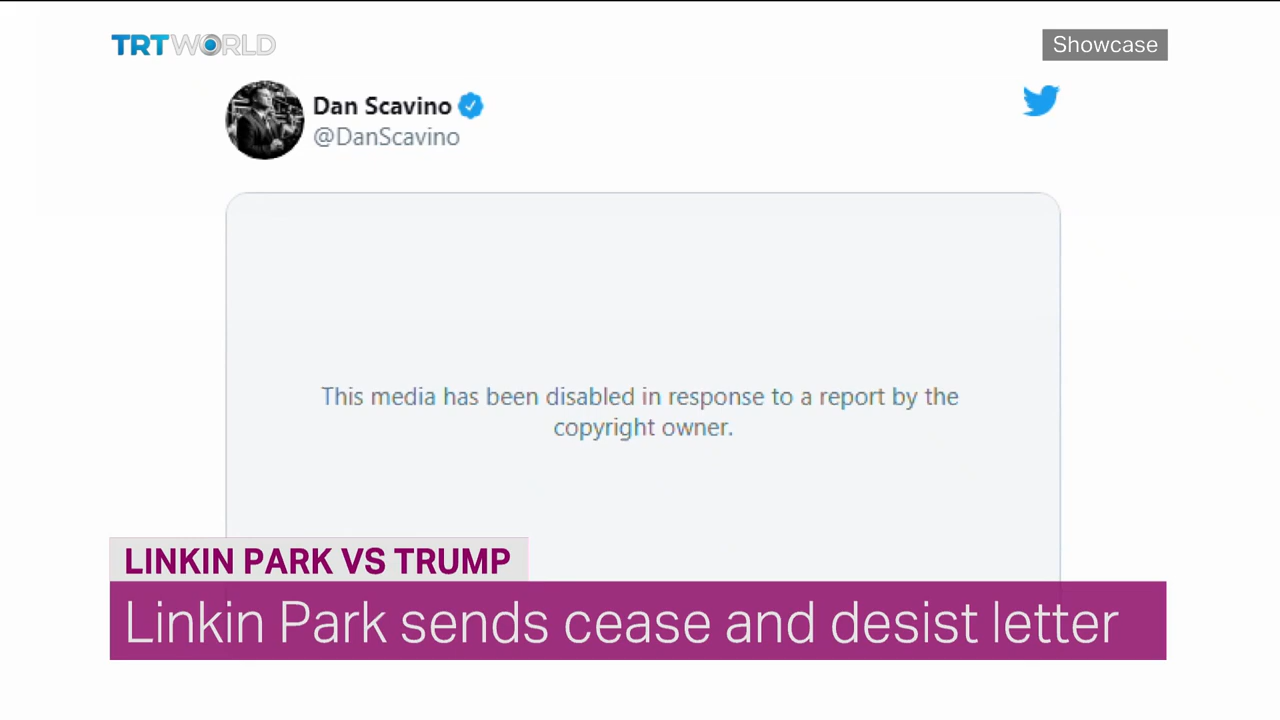 TRT WORLD
Showcase
Dan Scavino
@DanScavino
This media has been disabled in response to a report by the
copyright owner.
LINKIN PARK VS TRUMP
Linkin Park sends cease and desist letter